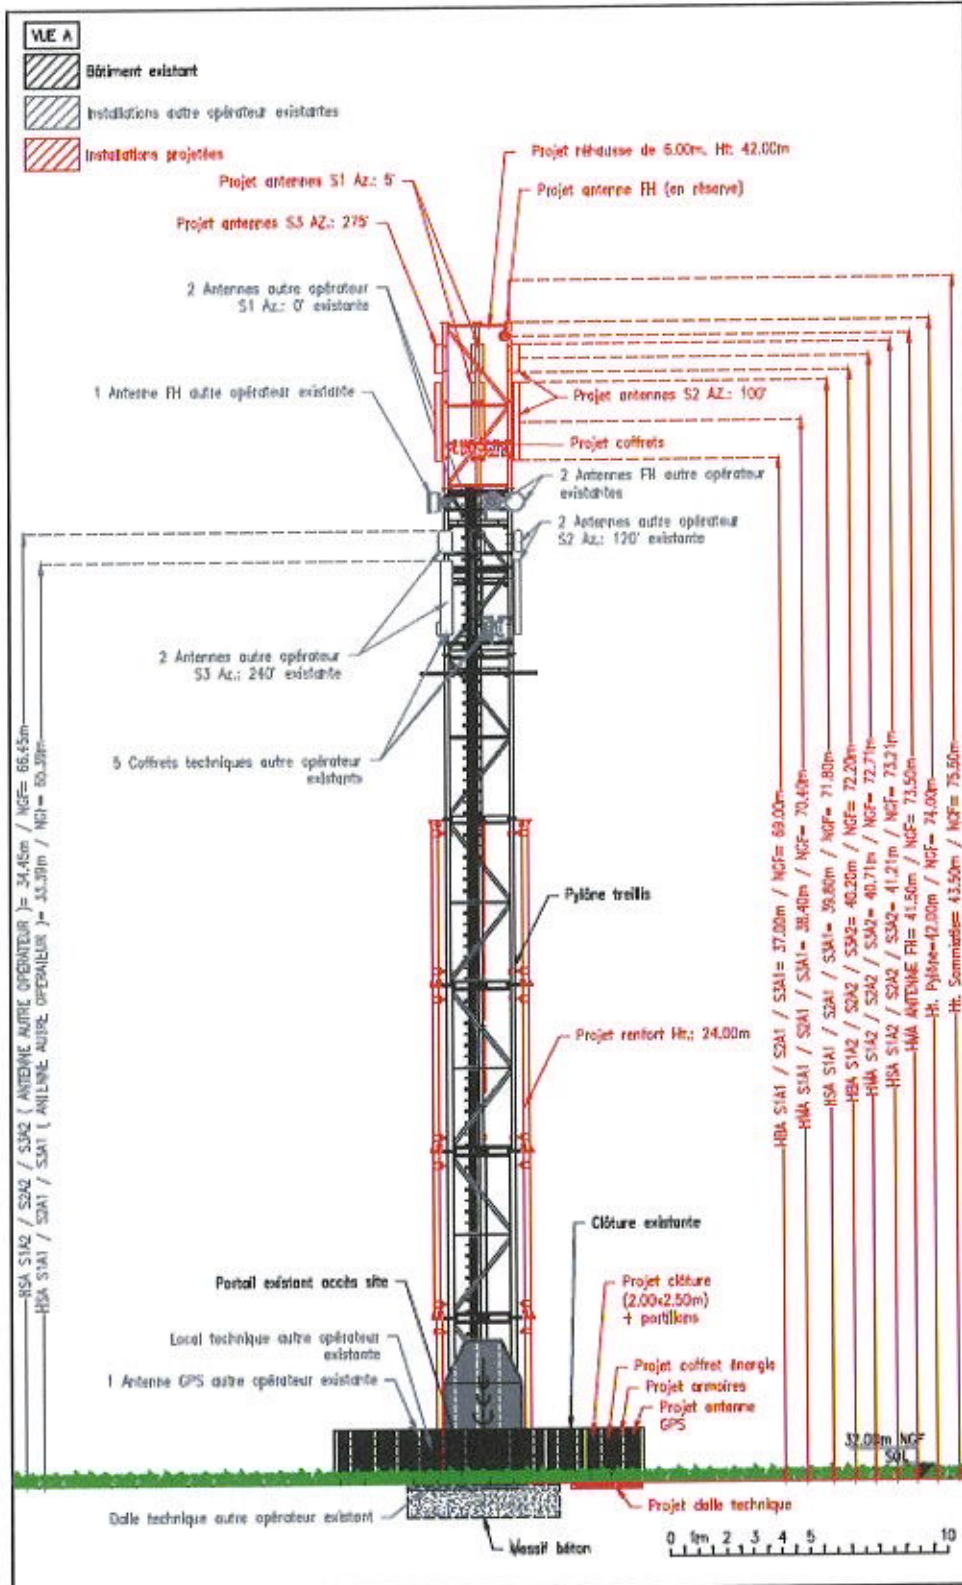 VUE A
Bâtiment existant
Installations autre opérateur existantes
Installations projetées
Projet réhausse de 6.00m, Ht: 42.00m
Projet antennes S1 Az.: 5°
Projet antenne FH (en réserve)
Projet antennes S3 AZ.: 275°
2 Antennes autre opérateur
S1 Az.: 0° existante
1 Antenne FH autre opérateur existante
Projet antennes S2 AZ.: 100°
Projet coffrets
2 Antennes FH autre opérateur
existantes
2 Antennes autre opérateur
S2 Az.: 120° existante
2 Antennes autre opérateur
S3 Az.: 240° existante
5 Coffrets techniques autre opérateur
existants
HSA S1A2 / S2A2 / S3A2 ( ANTENNE AUTRE OPERATEUR )= 34.45m / NGF= 66.45m
HSA S1A1 / S2A1 / S3A1 ( ANTENNE AUTRE OPERATEUR )= 33.39m / NGF= 65.39m
Pylône treillis
Projet renfort Ht.: 24.00m
HBA S1A1 / S2A1 / S3A1= 37.00m / NGF= 69.00m
HMA S1A1 / S2A1 / S3A1= 38.40m / NGF= 70.40m
HSA S1A1 / S2A1 / S3A1= 39.80m / NGF= 71.80m
HBA S1A2 / S2A2 / S3A2= 40.20m / NGF= 72.20m
HMA S1A2 / S2A2 / S3A2= 40.71m / NGF= 72.71m
HSA S1A2 / S2A2 / S3A2= 41.21m / NGF= 73.21m
HMA ANTENNE FH= 41.50m / NGF= 73.50m
Ht. Pylône=42.00m / NGF= 74.00m
Ht. Sommiatle= 43.50m / NGF= 75.50m
Clôture existante
Portail existant accès site
Projet clôture
(2.00x2.50m)
+ portillons
Local technique autre opérateur
existante
1 Antenne GPS autre opérateur existante
Projet coffret énergie
Projet armoires
Projet antenne
GPS
32.00m NGF
SOL
Dalle technique autre opérateur existant
Projet dalle technique
Massif béton
0 1m 2 3 4 5 10